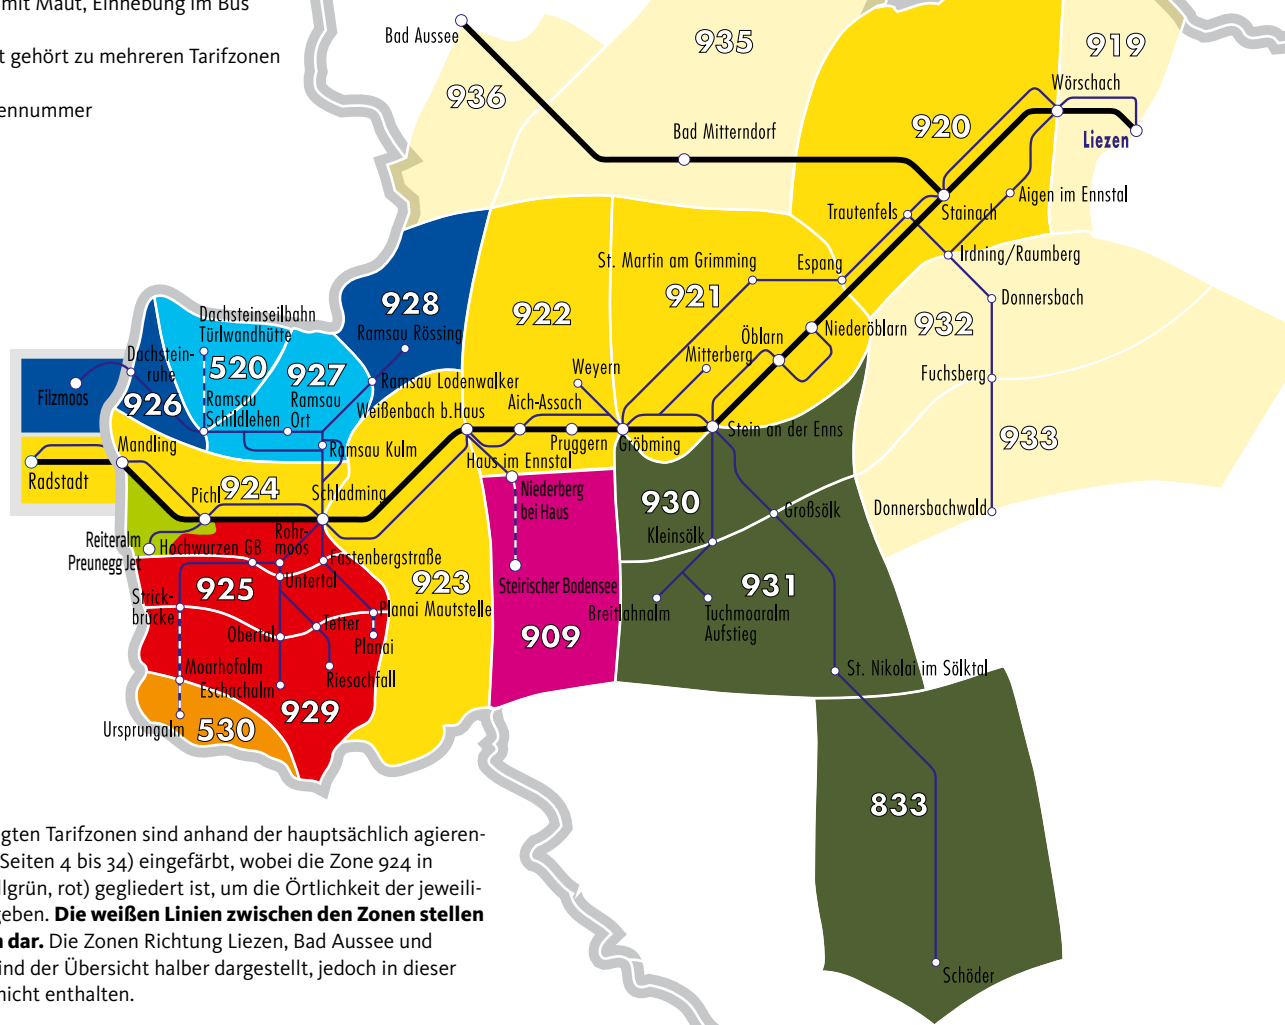 mit Maut, Einhebung im Bus
t gehört zu mehreren Tarifzonen
ennummer
Bad Aussee
935
919
936
Wörschach
920
Bad Mitterndorf
Liezen
Aigen im Ennstal
Trautenfels
Stainach
Irdning/Raumberg
St. Martin am Grimming
Espang
928
921
922
Donnersbach
Dachsteinseilbahn
Türlwandhütte
Ramsau Rössing
Niederöblarn
932
Öblarn
Dachstein-
ruhe
520
927
Mitterberg
Weyern
Fuchsberg
Filzmoos
926
Ramsau
Schildlehen
Ramsau
Ort
Ramsau Lodenwalker
Aich-Assach
Weißenbach b.Haus
Stein an der Enns
933
Mandling
Ramsau Kulm
Pruggern
Gröbming
Haus im Ennstal
Radstadt
Pichl
924
Schladming
Niederberg
bei Haus
930
Großsölk
Donnersbachwald
Reiteralm
Preunegg Jet
Hochwurzen GB
Rohr-
moos
Kleinsölk
Fastenbergstraße
925
Untertal
923
Steirischer Bodensee
931
Strick-
brücke
Planai Mautstelle
Breitlahnalm
Tuchmoaralm
Aufstieg
Obertal
Tetter
Planai
909
Moarhofalm
Riesachfall
St. Nikolai im Sölktal
Eschachalm
929
Ursprungalm
530
833
Schöder
gten Tarifzonen sind anhand der hauptsächlich agieren-
Seiten 4 bis 34) eingefärbt, wobei die Zone 924 in
llgrün, rot) gegliedert ist, um die Örtlichkeit der jeweili-
geben. Die weißen Linien zwischen den Zonen stellen
n dar. Die Zonen Richtung Liezen, Bad Aussee und
ind der Übersicht halber dargestellt, jedoch in dieser
nicht enthalten.